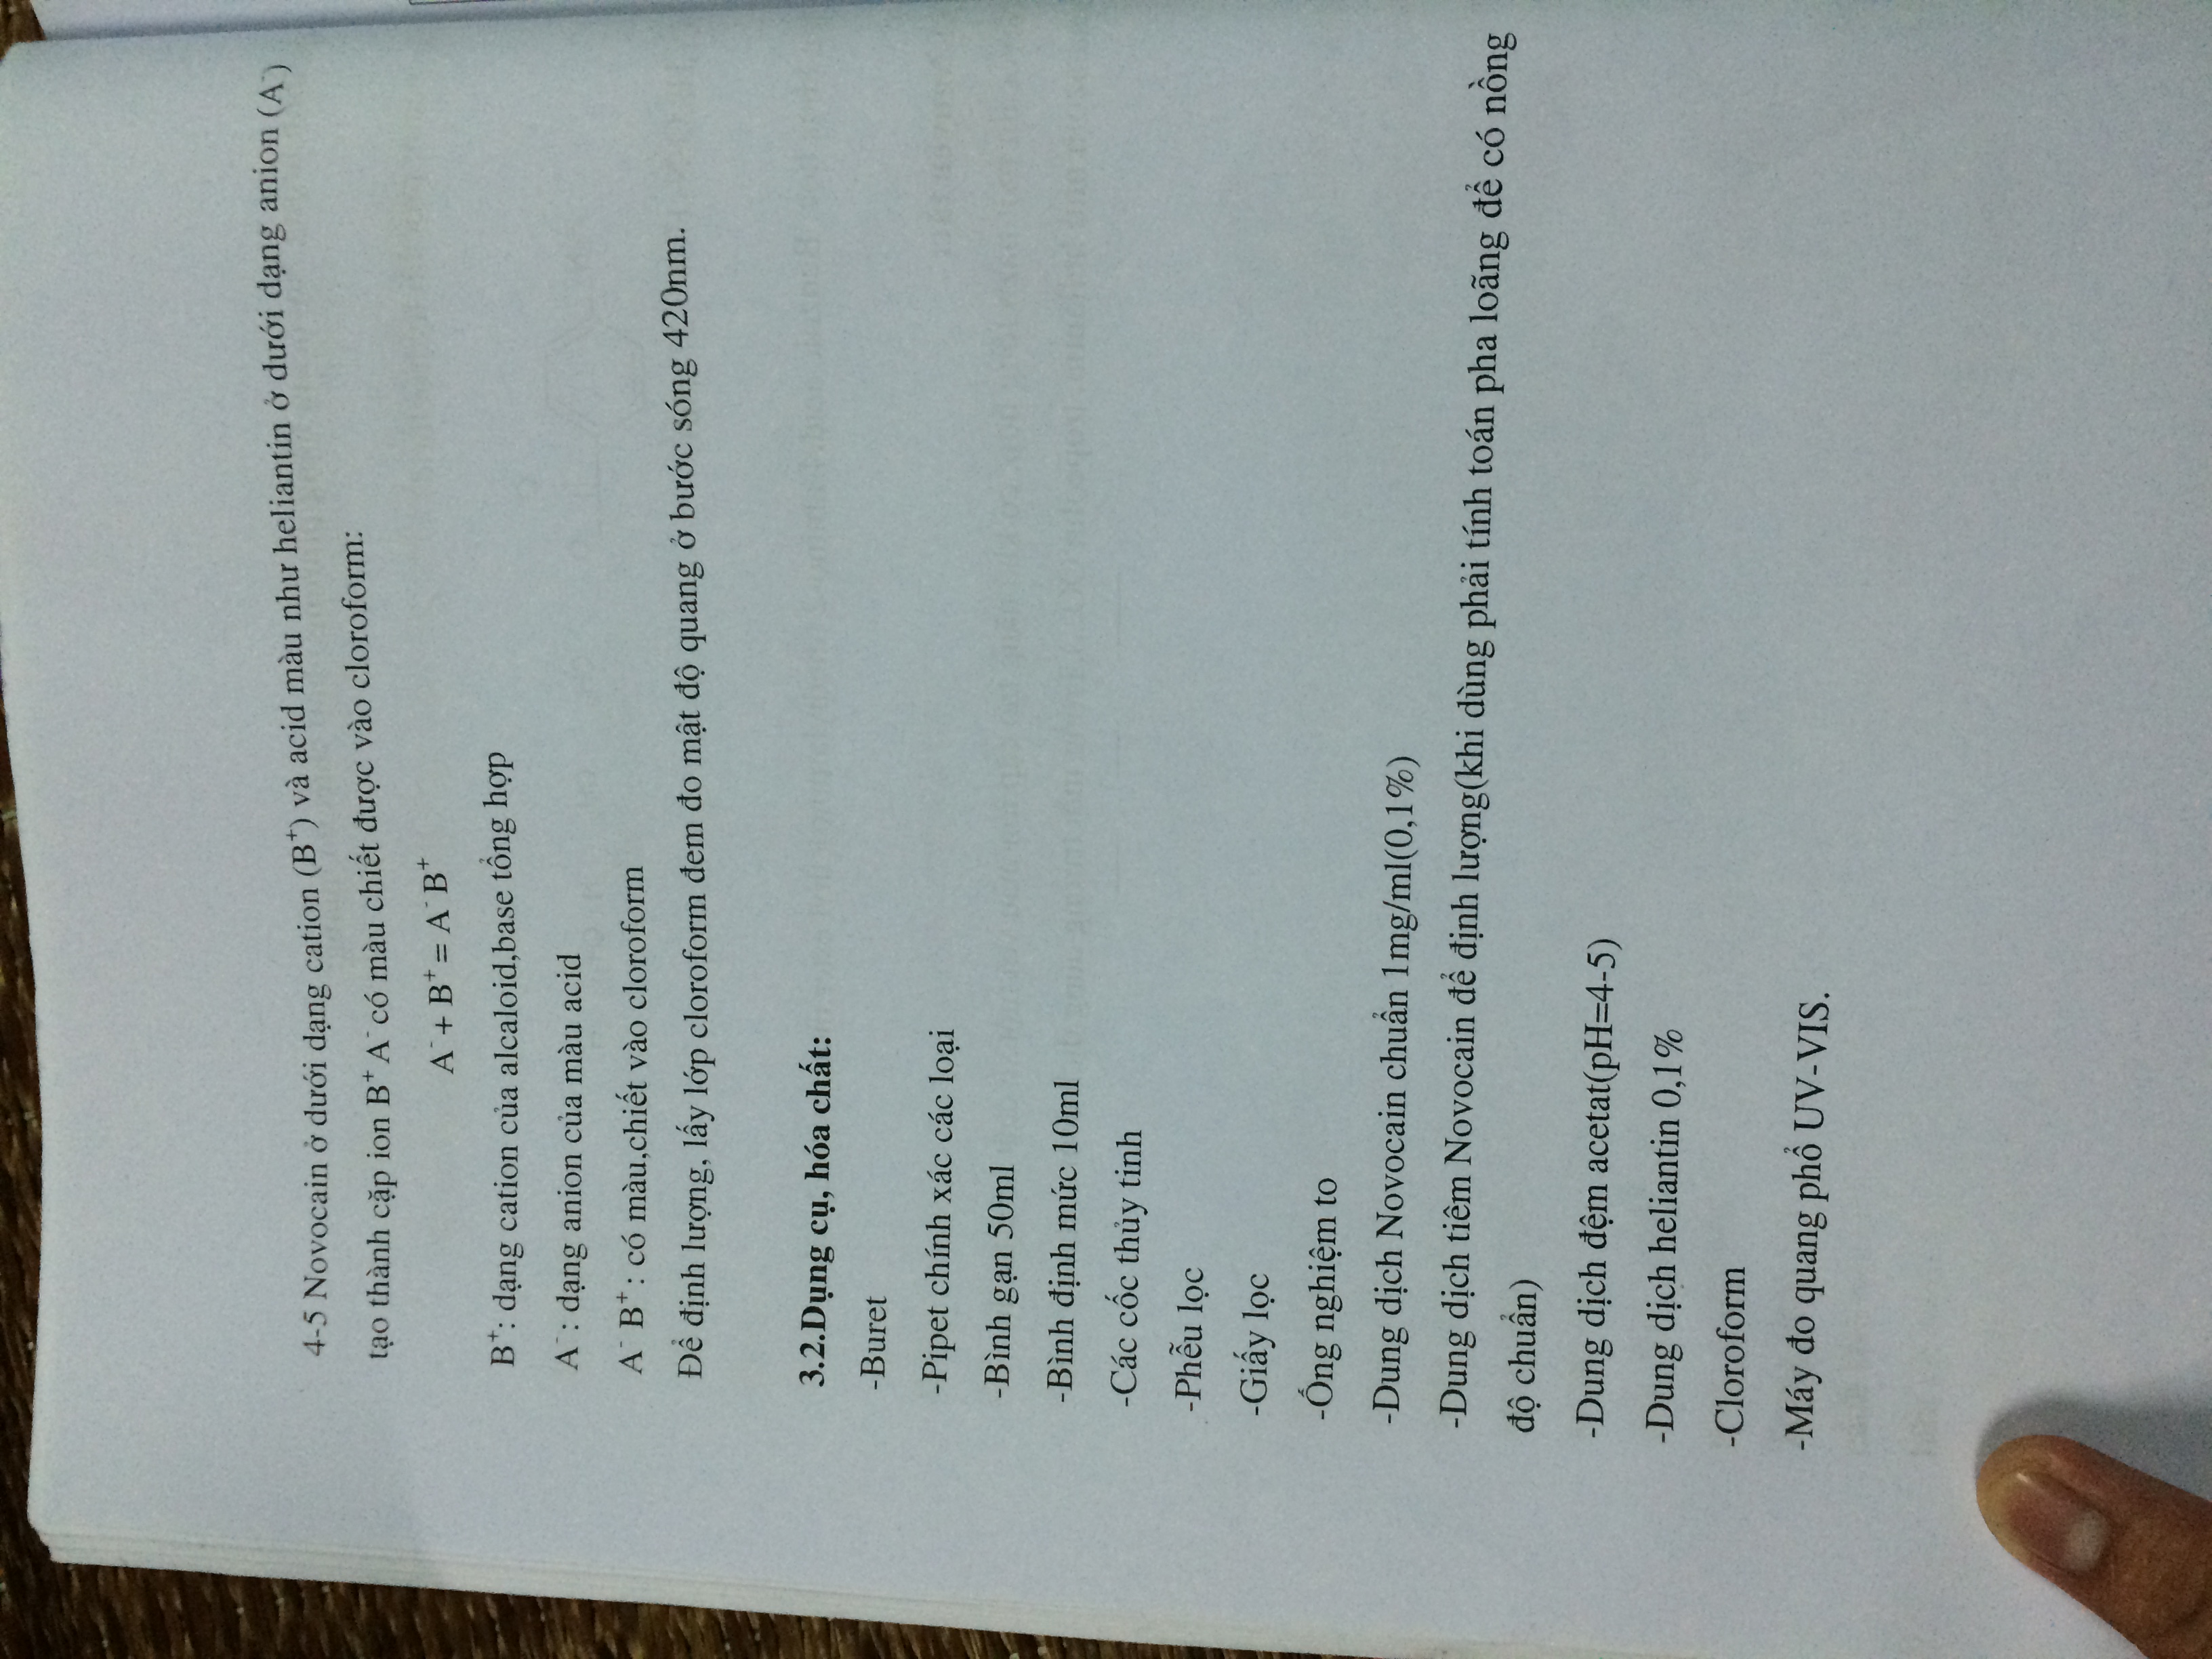 4-5 Novocain ở dưới dạng cation (B⁺) và acid màu như heliantin ở dưới dạng anion (A⁻)
tạo thành cặp ion B⁺ A⁻ có màu chiết được vào cloroform:
A⁻ + B⁺ = A⁻ B⁺
B⁺: dạng cation của alcaloid,base tổng hợp
A⁻ : dạng anion của màu acid
A⁻ B⁺ : có màu,chiết vào cloroform
Để định lượng, lấy lớp cloroform đem đo mật độ quang ở bước sóng 420nm.
3.2.Dụng cụ, hóa chất:
-Buret
-Pipet chính xác các loại
-Bình gạn 50ml
-Bình định mức 10ml
-Các cốc thủy tinh
-Phễu lọc
-Giấy lọc
-Ống nghiệm to
-Dung dịch Novocain chuẩn 1mg/ml(0,1%)
-Dung dịch tiêm Novocain để định lượng(khi dùng phải tính toán pha loãng để có nồng
độ chuẩn)
-Dung dịch đệm acetat(pH=4-5)
-Dung dịch heliantin 0,1%
-Cloroform
-Máy đo quang phổ UV-VIS.